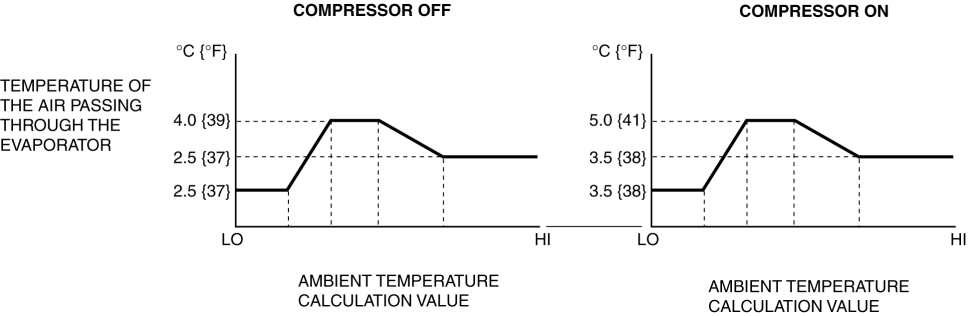 COMPRESSOR OFF
°C {°F}
TEMPERATURE OF
THE AIR PASSING
THROUGH THE
EVAPORATOR
4.0 {39}
2.5 {37}
2.5 {37}
LO
HI
AMBIENT TEMPERATURE
CALCULATION VALUE
COMPRESSOR ON
°C {°F}
5.0 {41}
3.5 {38}
3.5 {38}
LO
HI
AMBIENT TEMPERATURE
CALCULATION VALUE